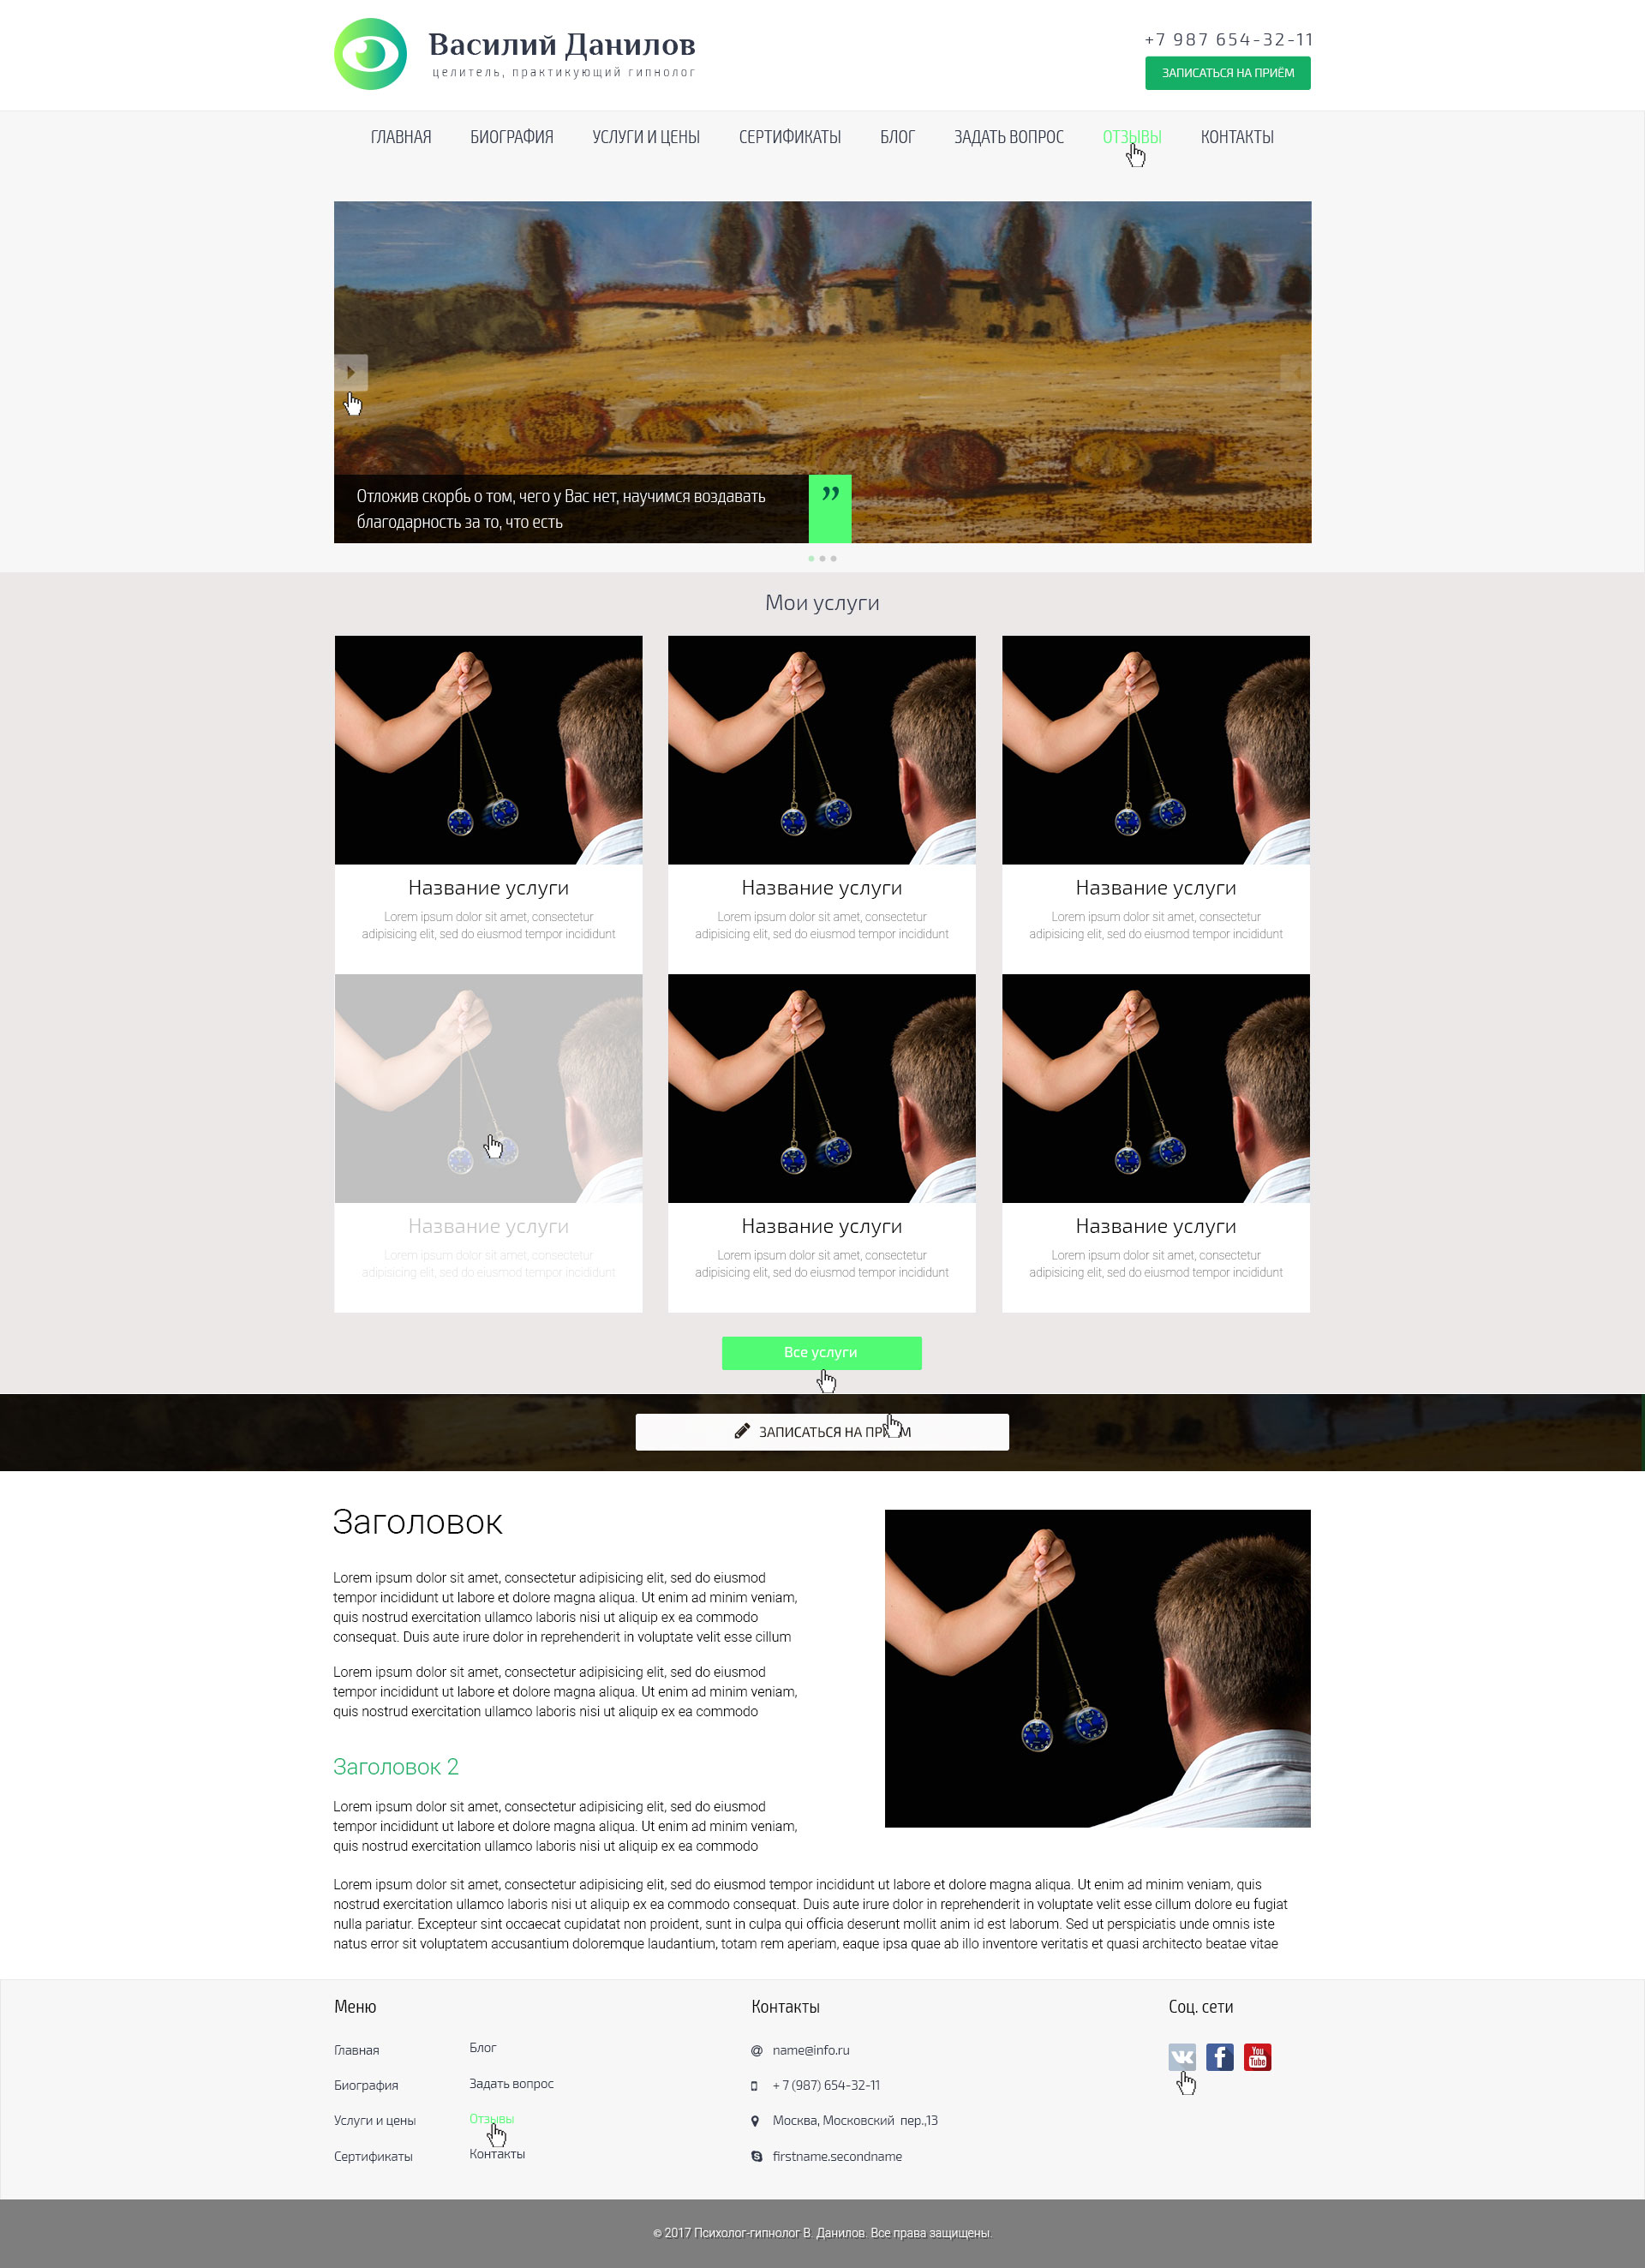 Василий Данилов
целитель, практикующий гипнолог
+7 987 654-32-11
ЗАПИСАТЬСЯ НА ПРИЁМ
ГЛАВНАЯ БИОГРАФИЯ УСЛУГИ И ЦЕНЫ СЕРТИФИКАТЫ БЛОГ ЗАДАТЬ ВОПРОС ОТЗЫВЫ КОНТАКТЫ
Отложив скорбь о том, чего у Вас нет, научимся воздавать
благодарность за то, что есть
”
Мои услуги
Название услуги
Lorem ipsum dolor sit amet, consectetur
adipisicing elit, sed do eiusmod tempor incididunt
Название услуги
Lorem ipsum dolor sit amet, consectetur
adipisicing elit, sed do eiusmod tempor incididunt
Название услуги
Lorem ipsum dolor sit amet, consectetur
adipisicing elit, sed do eiusmod tempor incididunt
Название услуги
Lorem ipsum dolor sit amet, consectetur
adipisicing elit, sed do eiusmod tempor incididunt
Название услуги
Lorem ipsum dolor sit amet, consectetur
adipisicing elit, sed do eiusmod tempor incididunt
Название услуги
Lorem ipsum dolor sit amet, consectetur
adipisicing elit, sed do eiusmod tempor incididunt
Все услуги
ЗАПИСАТЬСЯ НА ПРИЁМ
Заголовок
Lorem ipsum dolor sit amet, consectetur adipisicing elit, sed do eiusmod
tempor incididunt ut labore et dolore magna aliqua. Ut enim ad minim veniam,
quis nostrud exercitation ullamco laboris nisi ut aliquip ex ea commodo
consequat. Duis aute irure dolor in reprehenderit in voluptate velit esse cillum
Lorem ipsum dolor sit amet, consectetur adipisicing elit, sed do eiusmod
tempor incididunt ut labore et dolore magna aliqua. Ut enim ad minim veniam,
quis nostrud exercitation ullamco laboris nisi ut aliquip ex ea commodo
Заголовок 2
Lorem ipsum dolor sit amet, consectetur adipisicing elit, sed do eiusmod
tempor incididunt ut labore et dolore magna aliqua. Ut enim ad minim veniam,
quis nostrud exercitation ullamco laboris nisi ut aliquip ex ea commodo
Lorem ipsum dolor sit amet, consectetur adipisicing elit, sed do eiusmod tempor incididunt ut labore et dolore magna aliqua. Ut enim ad minim veniam, quis
nostrud exercitation ullamco laboris nisi ut aliquip ex ea commodo consequat. Duis aute irure dolor in reprehenderit in voluptate velit esse cillum dolore eu fugiat
nulla pariatur. Excepteur sint occaecat cupidatat non proident, sunt in culpa qui officia deserunt mollit anim id est laborum. Sed ut perspiciatis unde omnis iste
natus error sit voluptatem accusantium doloremque laudantium, totam rem aperiam, eaque ipsa quae ab illo inventore veritatis et quasi architecto beatae vitae
Меню
Главная
Биография
Услуги и цены
Сертификаты
Блог
Задать вопрос
Отзывы
Контакты
Контакты
name@info.ru
+ 7 (987) 654-32-11
Москва, Московский пер.,13
firstname.secondname
Соц. сети
You Tube
© 2017 Психолог-гипнолог В. Данилов. Все права защищены.